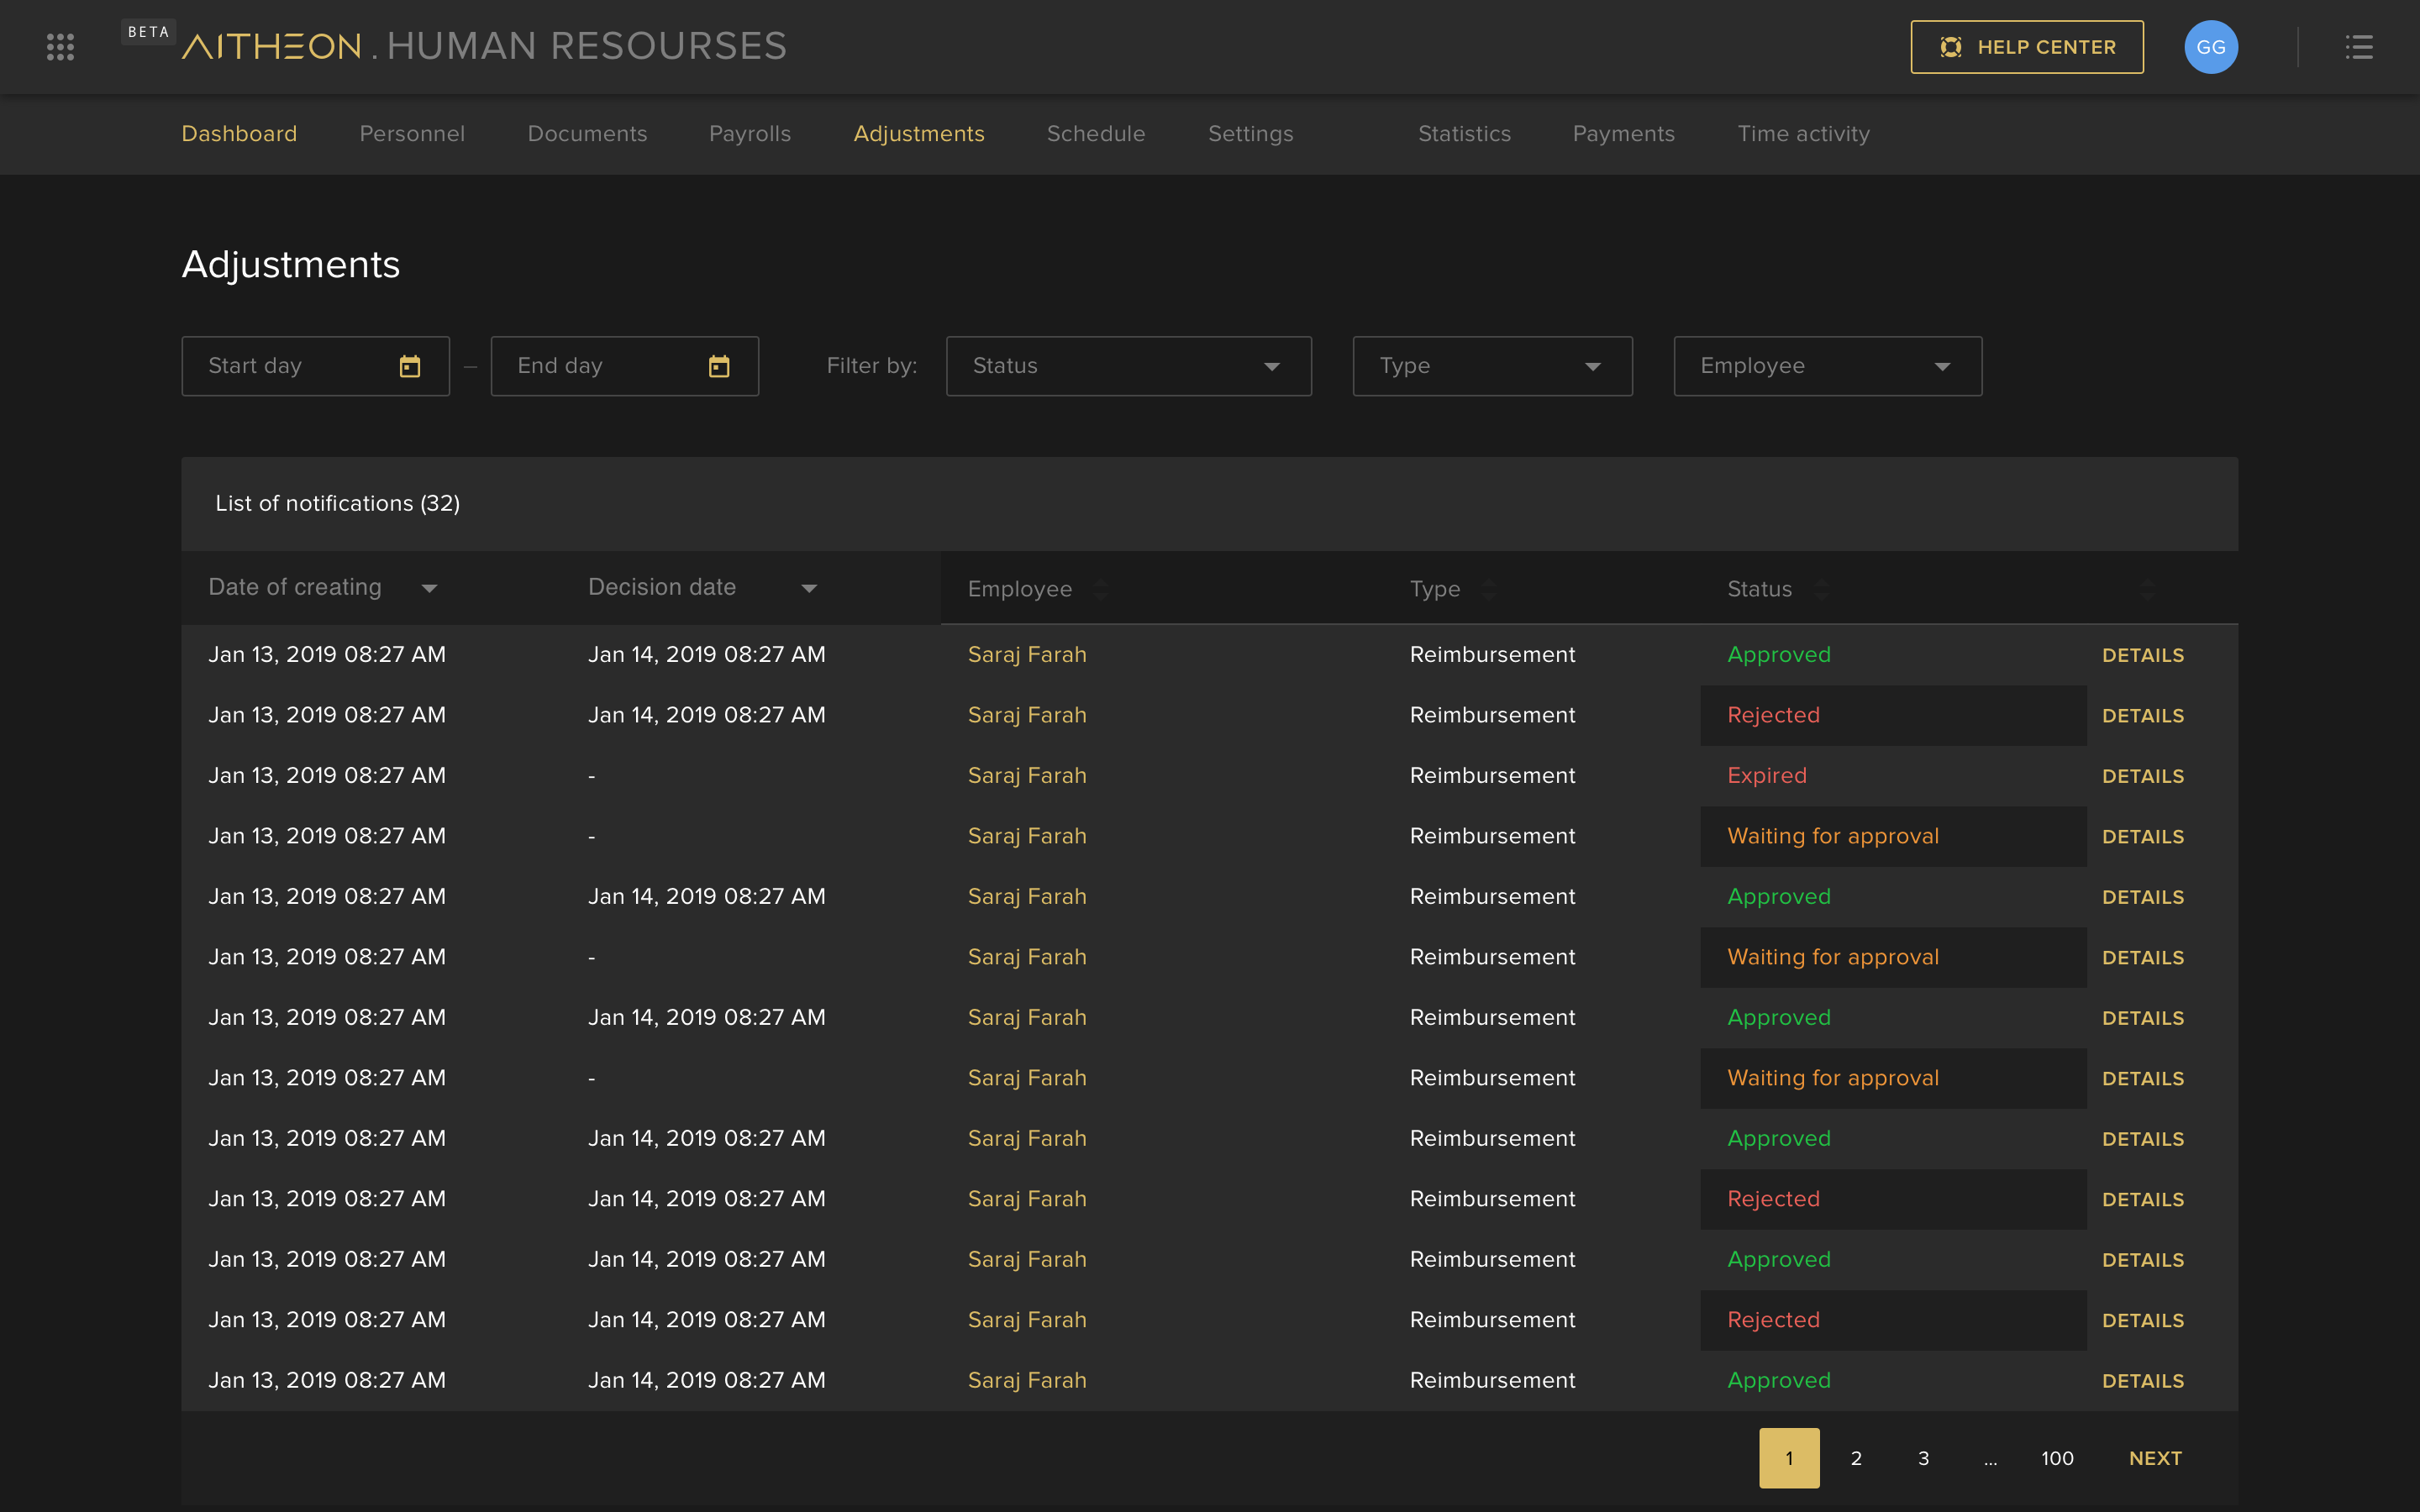 BETA
AITHEON . HUMAN RESOURSES
HELP CENTER
GG
Dashboard Personnel Documents Payrolls Adjustments Schedule Settings Statistics Payments Time activity
Adjustments
Start day – End day Filter by: Status Type Employee
List of notifications (32)
Date of creating Decision date Employee Type Status
Jan 13, 2019 08:27 AM Jan 14, 2019 08:27 AM Saraj Farah Reimbursement Approved DETAILS
Jan 13, 2019 08:27 AM Jan 14, 2019 08:27 AM Saraj Farah Reimbursement Rejected DETAILS
Jan 13, 2019 08:27 AM - Saraj Farah Reimbursement Expired DETAILS
Jan 13, 2019 08:27 AM - Saraj Farah Reimbursement Waiting for approval DETAILS
Jan 13, 2019 08:27 AM Jan 14, 2019 08:27 AM Saraj Farah Reimbursement Approved DETAILS
Jan 13, 2019 08:27 AM - Saraj Farah Reimbursement Waiting for approval DETAILS
Jan 13, 2019 08:27 AM Jan 14, 2019 08:27 AM Saraj Farah Reimbursement Approved DETAILS
Jan 13, 2019 08:27 AM - Saraj Farah Reimbursement Waiting for approval DETAILS
Jan 13, 2019 08:27 AM Jan 14, 2019 08:27 AM Saraj Farah Reimbursement Approved DETAILS
Jan 13, 2019 08:27 AM Jan 14, 2019 08:27 AM Saraj Farah Reimbursement Rejected DETAILS
Jan 13, 2019 08:27 AM Jan 14, 2019 08:27 AM Saraj Farah Reimbursement Approved DETAILS
Jan 13, 2019 08:27 AM Jan 14, 2019 08:27 AM Saraj Farah Reimbursement Rejected DETAILS
Jan 13, 2019 08:27 AM Jan 14, 2019 08:27 AM Saraj Farah Reimbursement Approved DETAILS
1 2 3 ... 100 NEXT